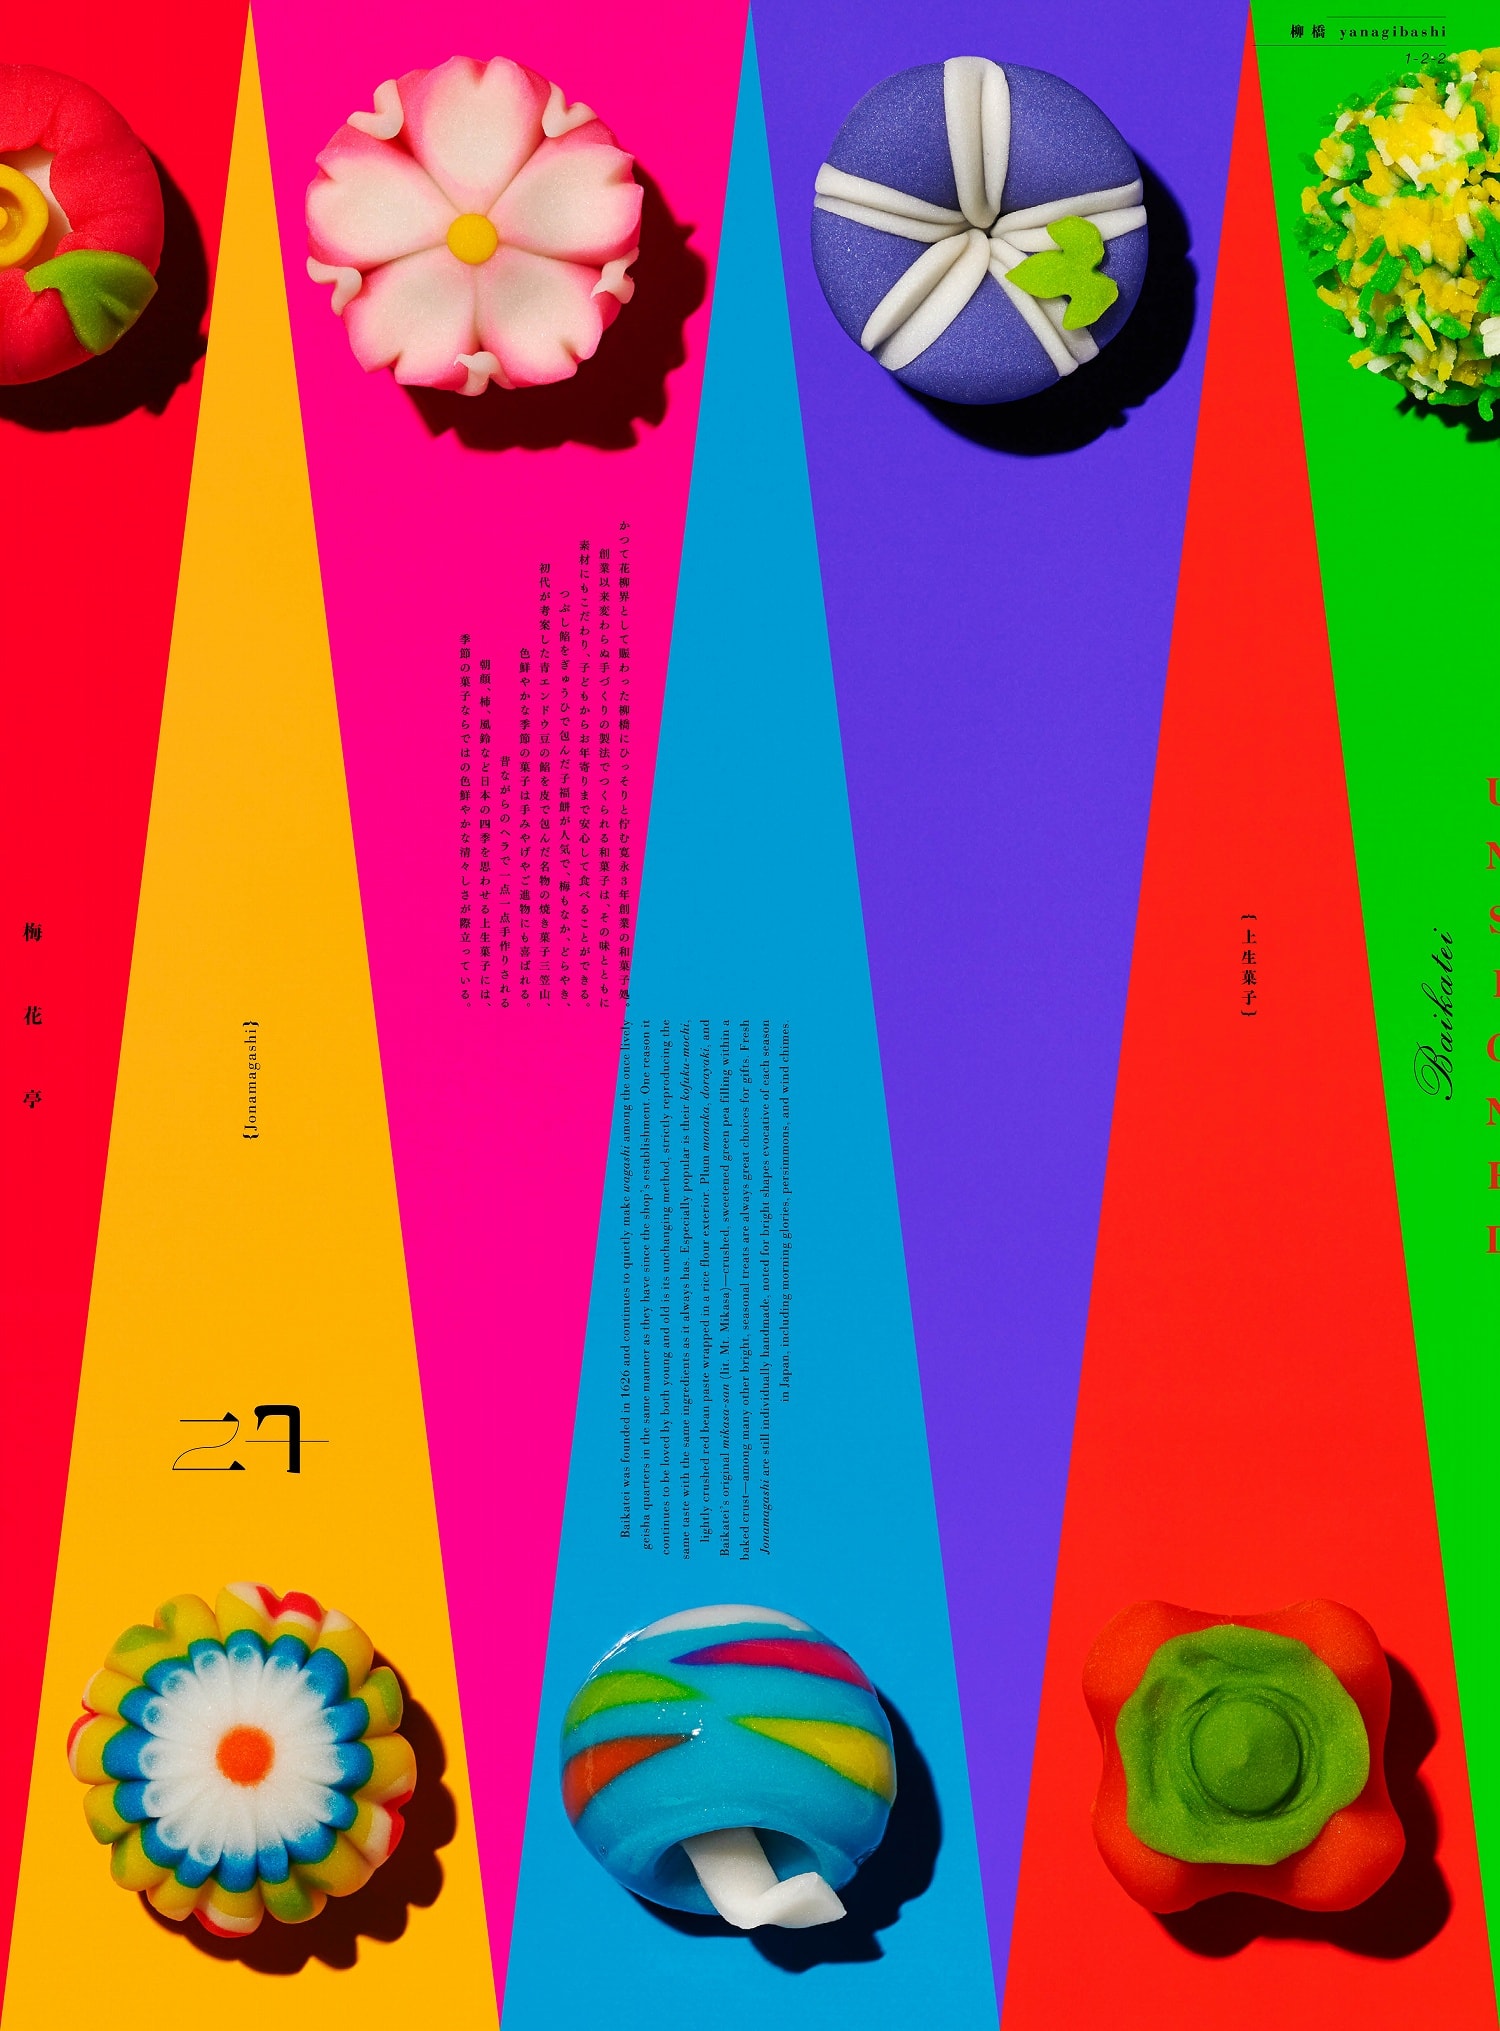 柳橋 yanagibashi
1-2-2
かつて花柳界として賑わった柳橋にひっそりと佇む寛永3年創業の和菓子処。
創業以来変わらぬ手づくりの製法でつくられる和菓子は、その味とともに
素材にもこだわり、子どもからお年寄りまで安心して食べることができる。
つぶし餡をぎゅうひで包んだ子福餅が人気で、梅もなか、どらやき、
初代が考案した青エンドウ豆の餡を皮で包んだ名物の焼き菓子三笠山、
色鮮やかな季節の菓子は手みやげやご進物にも喜ばれる。
昔ながらのヘラで一点一点手作りされる
朝顔、柿、風鈴など日本の四季を思わせる上生菓子には、
季節の菓子ならではの色鮮やかな清々しさが際立っている。
UNSIGNED
Baikatei
{上生菓子}
梅花亭
{Jonamagashi}
Baikatei was founded in 1626 and continues to quietly make wagashi among the once lively
geisha quarters in the same manner as they have since the shop's establishment. One reason it
continues to be loved by both young and old is its unchanging method, strictly reproducing the
same taste with the same ingredients as it always has. Especially popular is their kofuku-mochi,
lightly crushed red bean paste wrapped in a rice flour exterior. Plum monaka, dorayaki, and
Baikatei's original mikasa-san (lit. Mt. Mikasa)—crushed, sweetened green pea filling within a
baked crust—among many other bright, seasonal treats are always great choices for gifts. Fresh
Jonamagashi are still individually handmade, noted for bright shapes evocative of each season
in Japan, including morning glories, persimmons, and wind chimes.
27